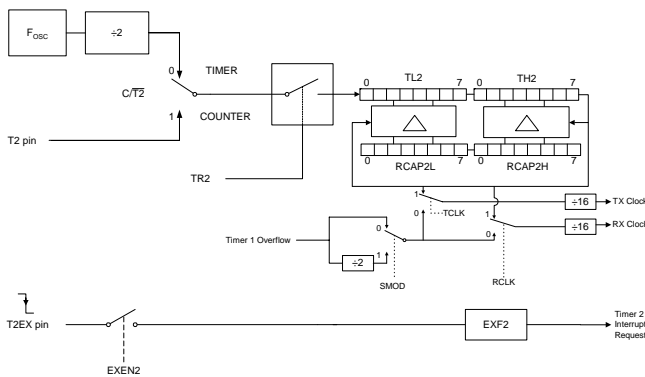 FOSC
÷2
0
TIMER
C/T2
1
COUNTER
T2 pin
TR2
0 TL2 7 0 TH2 7
0 7 0 7
RCAP2L RCAP2H
1
TCLK
0
÷16 TX Clock
1
÷16 RX Clock
0
Timer 1 Overflow
0
1
÷2
SMOD
RCLK
T2EX pin
EXEN2
EXF2
Timer 2
Interrupt
Request